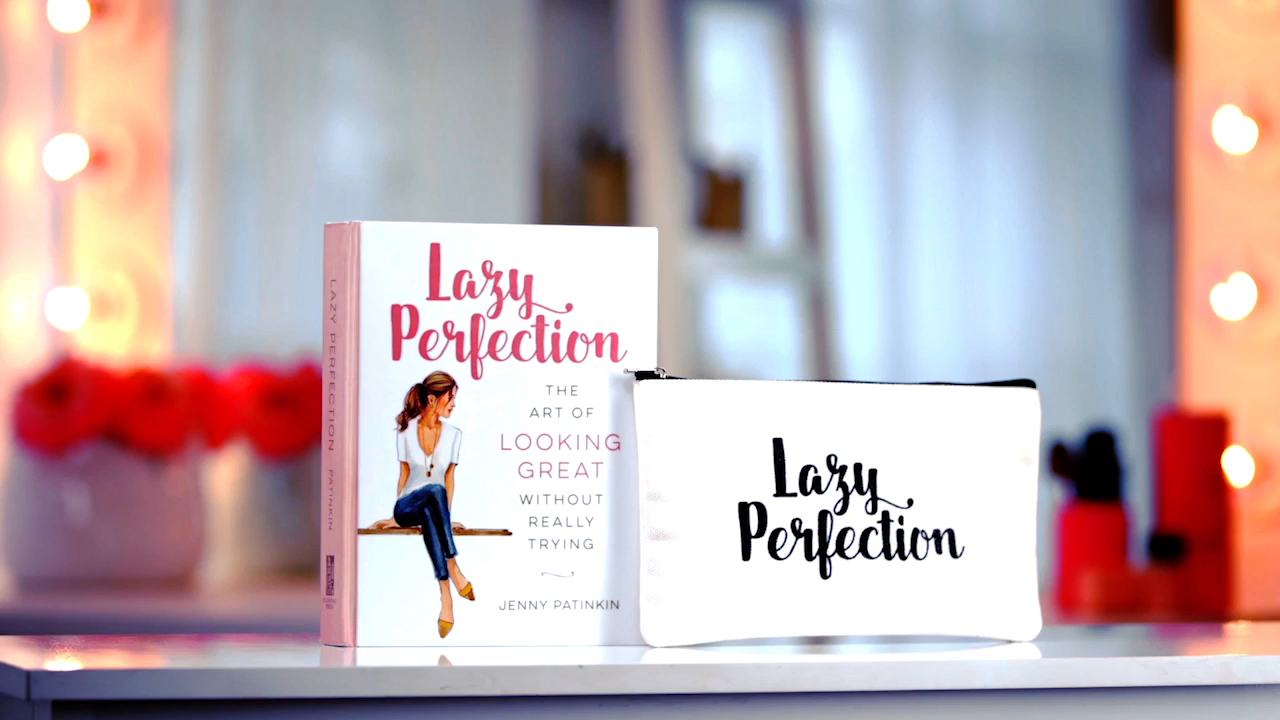 LAZY PERFECTION PATINKIN
Lazy
Perfection
THE
ART OF
LOOKING
GREAT
WITHOUT
REALLY
TRYING
JENNY PATINKIN
Lazy
Perfection